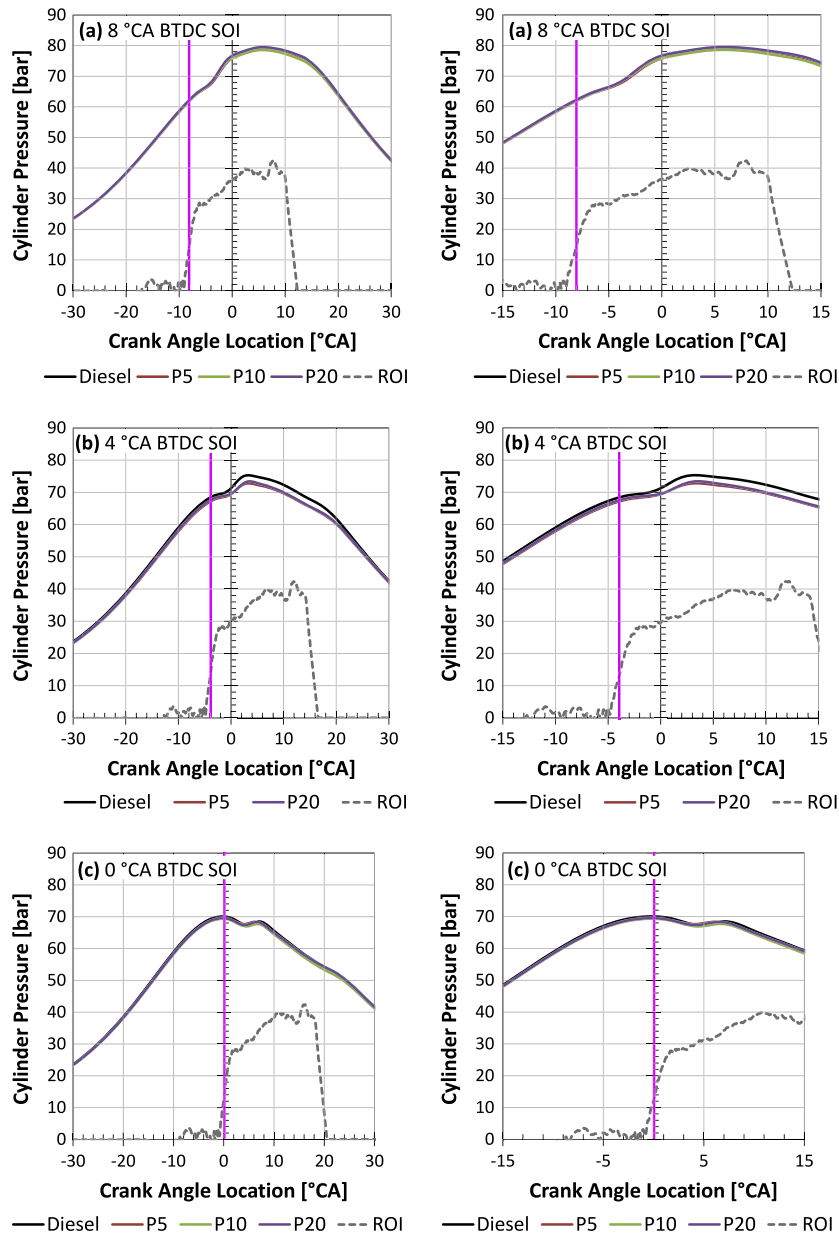 (a) 8 °CA BTDC SOI
Cylinder Pressure [bar]
90
80
70
60
50
40
30
20
10
0
-30 -20 -10 0 10 20 30
Crank Angle Location [°CA]
Diesel P5 P10 P20 ROI
(a) 8 °CA BTDC SOI
Cylinder Pressure [bar]
90
80
70
60
50
40
30
20
10
0
-15 -10 -5 0 5 10 15
Crank Angle Location [°CA]
Diesel P5 P10 P20 ROI
(b) 4 °CA BTDC SOI
Cylinder Pressure [bar]
90
80
70
60
50
40
30
20
10
0
-30 -20 -10 0 10 20 30
Crank Angle Location [°CA]
Diesel P5 P20 ROI
(b) 4 °CA BTDC SOI
Cylinder Pressure [bar]
90
80
70
60
50
40
30
20
10
0
-15 -10 -5 0 5 10 15
Crank Angle Location [°CA]
Diesel P5 P20 ROI
(c) 0 °CA BTDC SOI
Cylinder Pressure [bar]
90
80
70
60
50
40
30
20
10
0
-30 -20 -10 0 10 20 30
Crank Angle Location [°CA]
Diesel P5 P10 P20 ROI
(c) 0 °CA BTDC SOI
Cylinder Pressure [bar]
90
80
70
60
50
40
30
20
10
0
-15 -5 5 15
Crank Angle Location [°CA]
Diesel P5 P10 P20 ROI